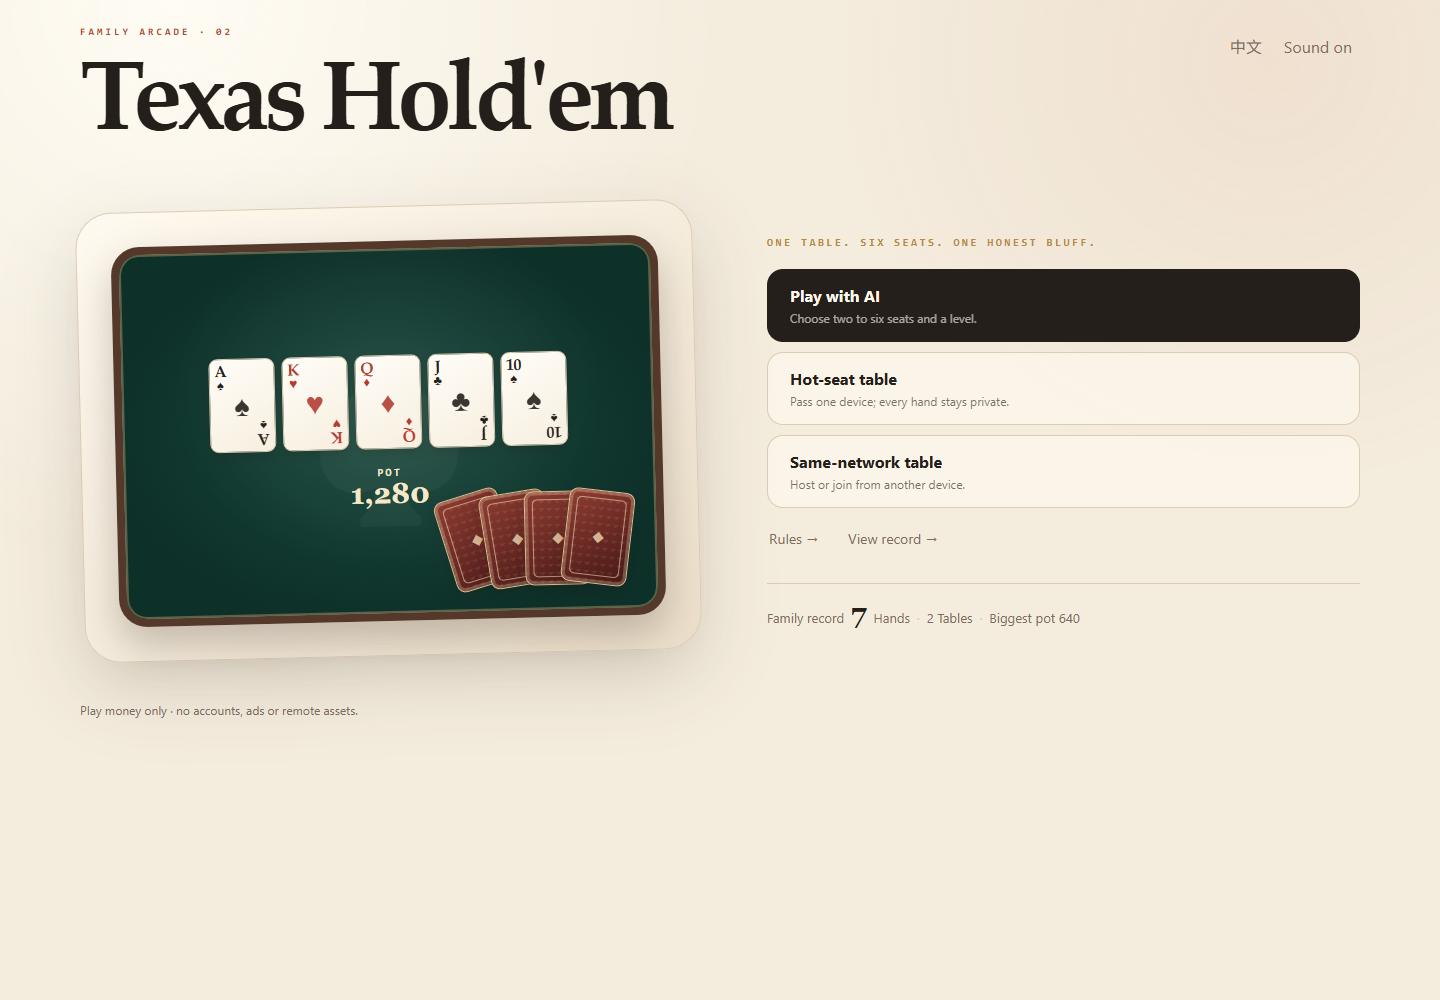 FAMILY ARCADE · 02
中文 Sound on
Texas Hold'em
ONE TABLE. SIX SEATS. ONE HONEST BLUFF.
Play with AI
Choose two to six seats and a level.
Hot-seat table
Pass one device; every hand stays private.
Same-network table
Host or join from another device.
Rules → View record →
Family record 7 Hands · 2 Tables · Biggest pot 640
A K Q J 10
A K Q J 10
POT
1,280
Play money only · no accounts, ads or remote assets.